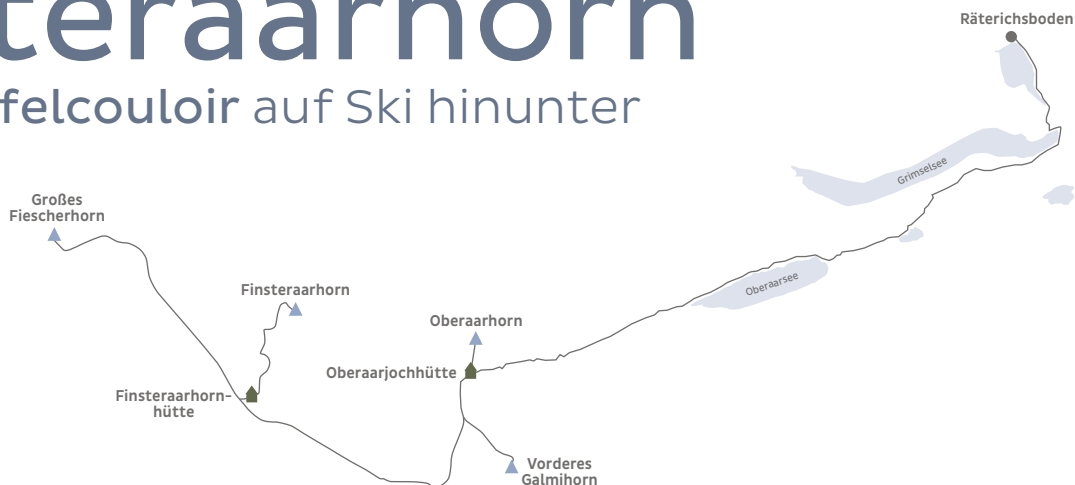 teraarhorn
felcouloir auf Ski hinunter
Räterichsboden
Grimselsee
Großes
Fiescherhorn
Oberaarsee
Finsteraarhorn
Oberaarhorn
Oberaarjochhütte
Finsteraarhorn-
hütte
Vorderes
Galmihorn